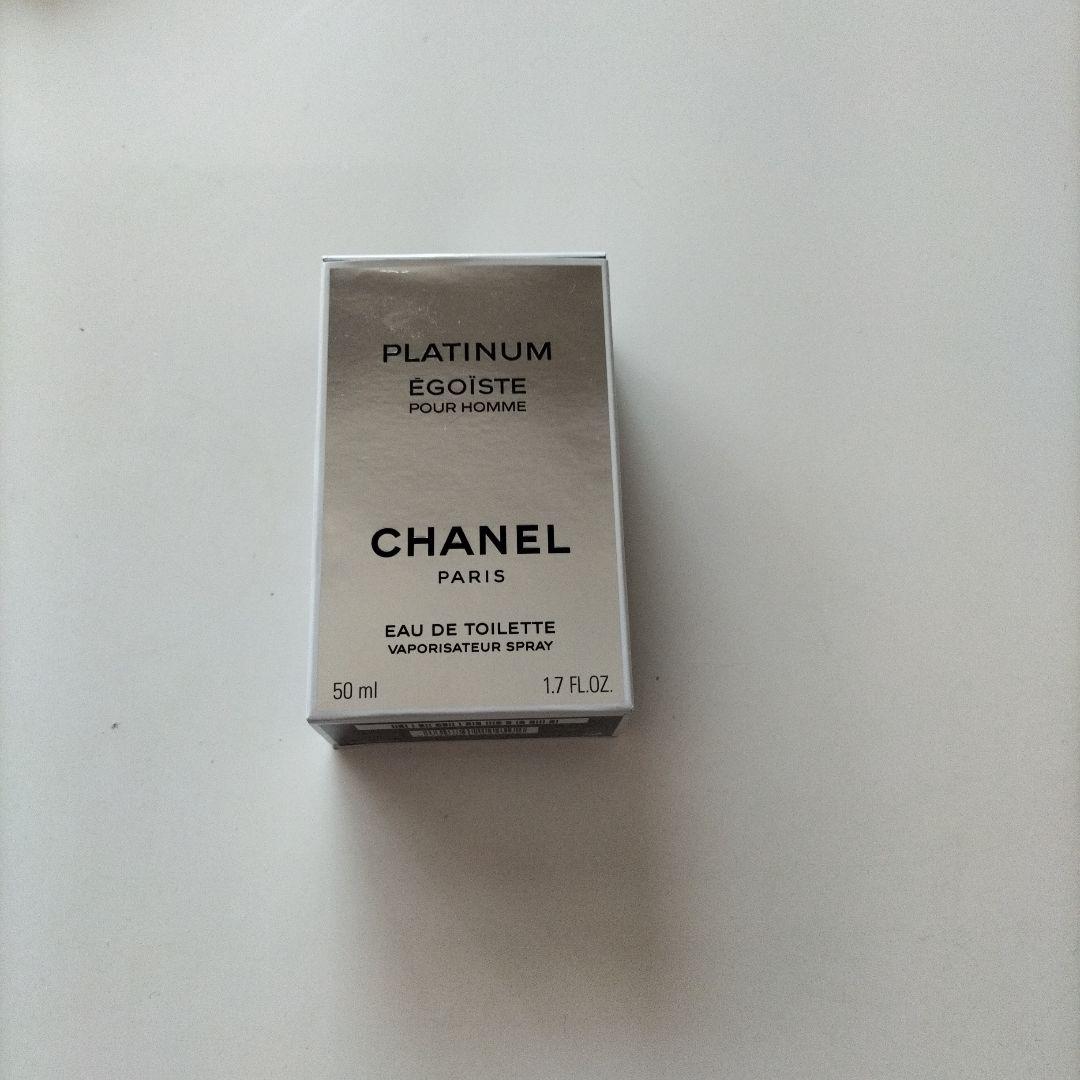 PLATINUM
ÉGOÏSTE
POUR HOMME
CHANEL
PARIS
EAU DE TOILETTE
VAPORISATEUR SPRAY
50 ml
1.7 FL.OZ.